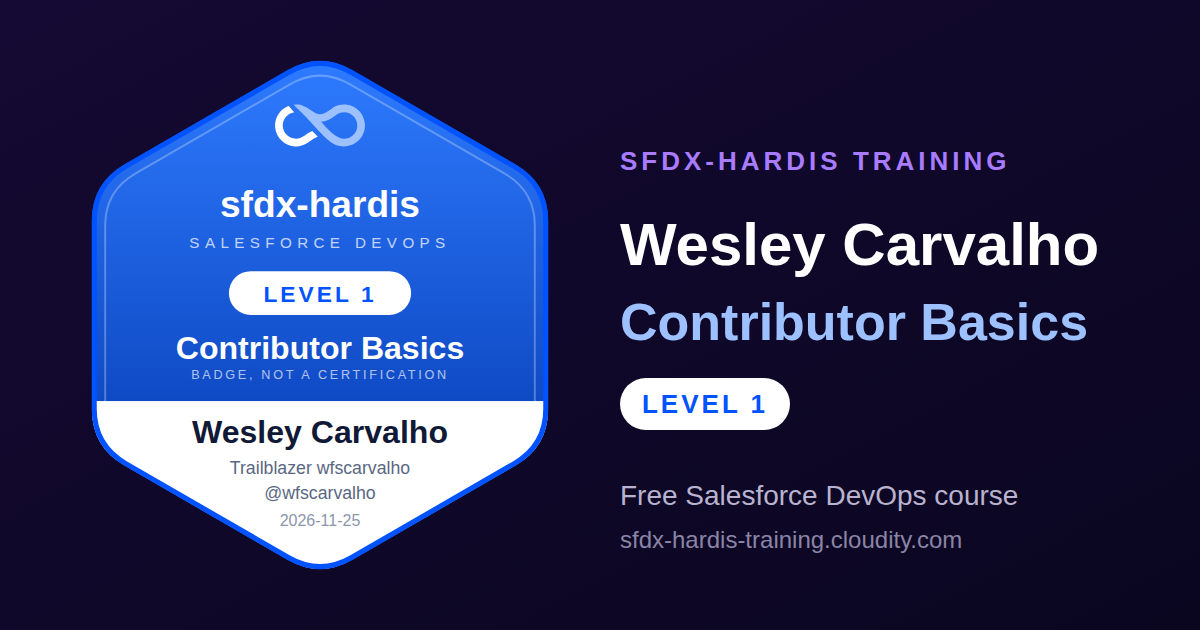 sfdx-hardis
SALESFORCE DEVOPS
LEVEL 1
Contributor Basics
BADGE, NOT A CERTIFICATION
Wesley Carvalho
Trailblazer wfscarvalho
@wfscarvalho
2026-11-25
SFDX-HARDIS TRAINING
Wesley Carvalho
Contributor Basics
LEVEL 1
Free Salesforce DevOps course
sfdx-hardis-training.cloudity.com